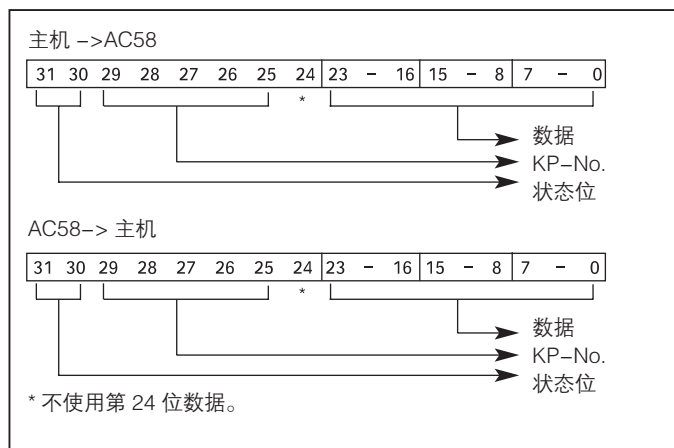 主机 –>AC58
31 30 29 28 27 26 25 24 23 – 16 15 – 8 7 – 0
*
数据
KP–No.
状态位
AC58–> 主机
31 30 29 28 27 26 25 24 23 – 16 15 – 8 7 – 0
*
数据
KP–No.
状态位
* 不使用第 24 位数据。